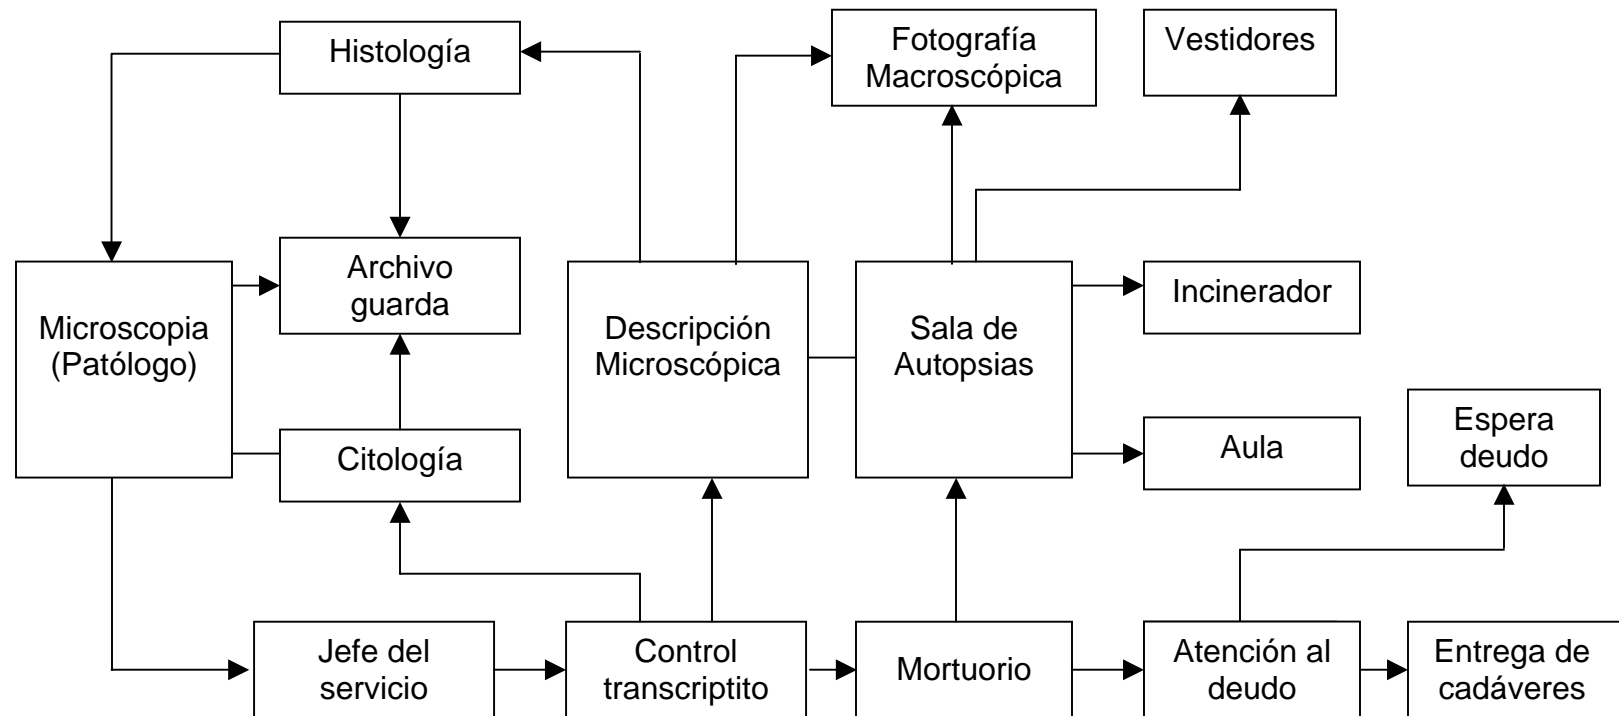 Histología
Fotografía
Macroscópica
Vestidores
Archivo
guarda
Incinerador
Microscopia
(Patólogo)
Descripción
Microscópica
Sala de
Autopsias
Citología
Aula
Espera
deudo
Jefe del
servicio
Control
transcriptito
Mortuorio
Atención al
deudo
Entrega de
cadáveres